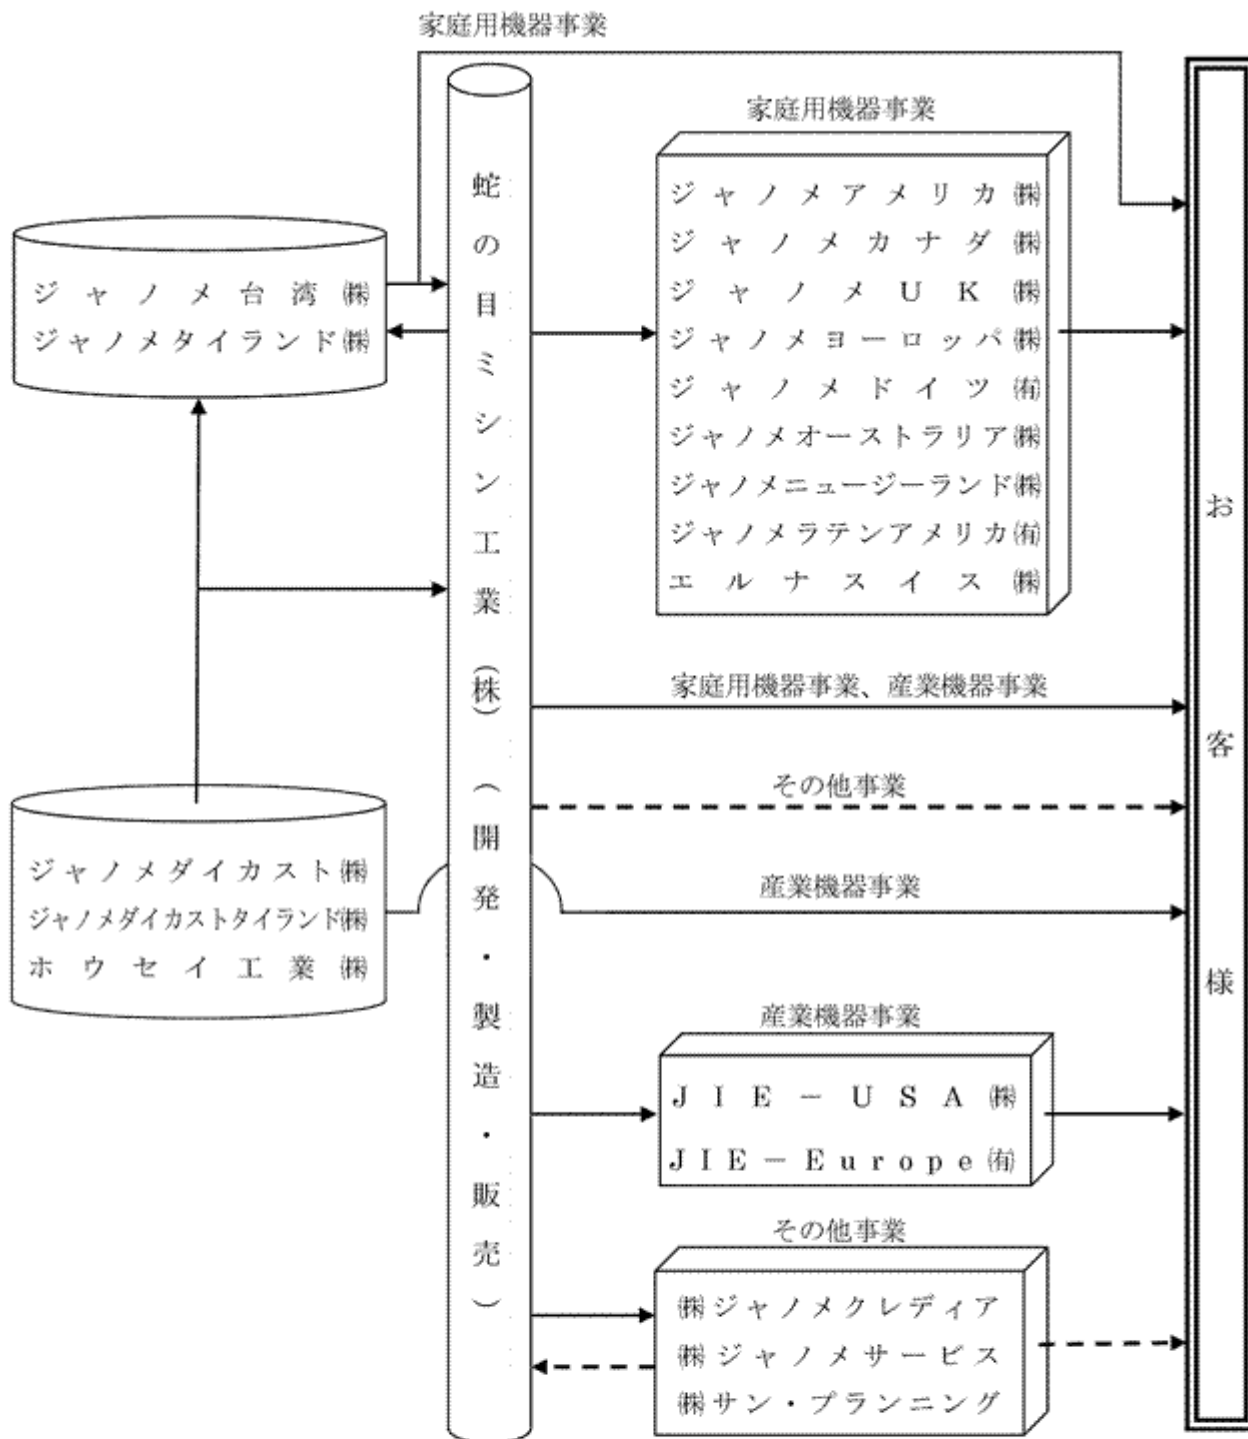 家庭用機器事業
ジャノメ台湾㈱
ジャノメタイランド㈱
ジャノメダイカスト㈱
ジャノメダイカストタイランド㈱
ホウセイ工業㈱
蛇の目ミシン工業(株)(開発・製造・販売)
家庭用機器事業
ジャノメアメリカ㈱
ジャノメカナダ㈱
ジャノメUK㈱
ジャノメヨーロッパ㈱
ジャノメドイツ㈲
ジャノメオーストラリア㈱
ジャノメニュージーランド㈱
ジャノメラテンアメリカ㈲
エルナスイス㈱
家庭用機器事業、産業機器事業
その他事業
産業機器事業
産業機器事業
JIE-USA㈱
JIE-Europe㈲
その他事業
㈱ジャノメクレディア
㈱ジャノメサービス
㈱サン・プランニング
お客様